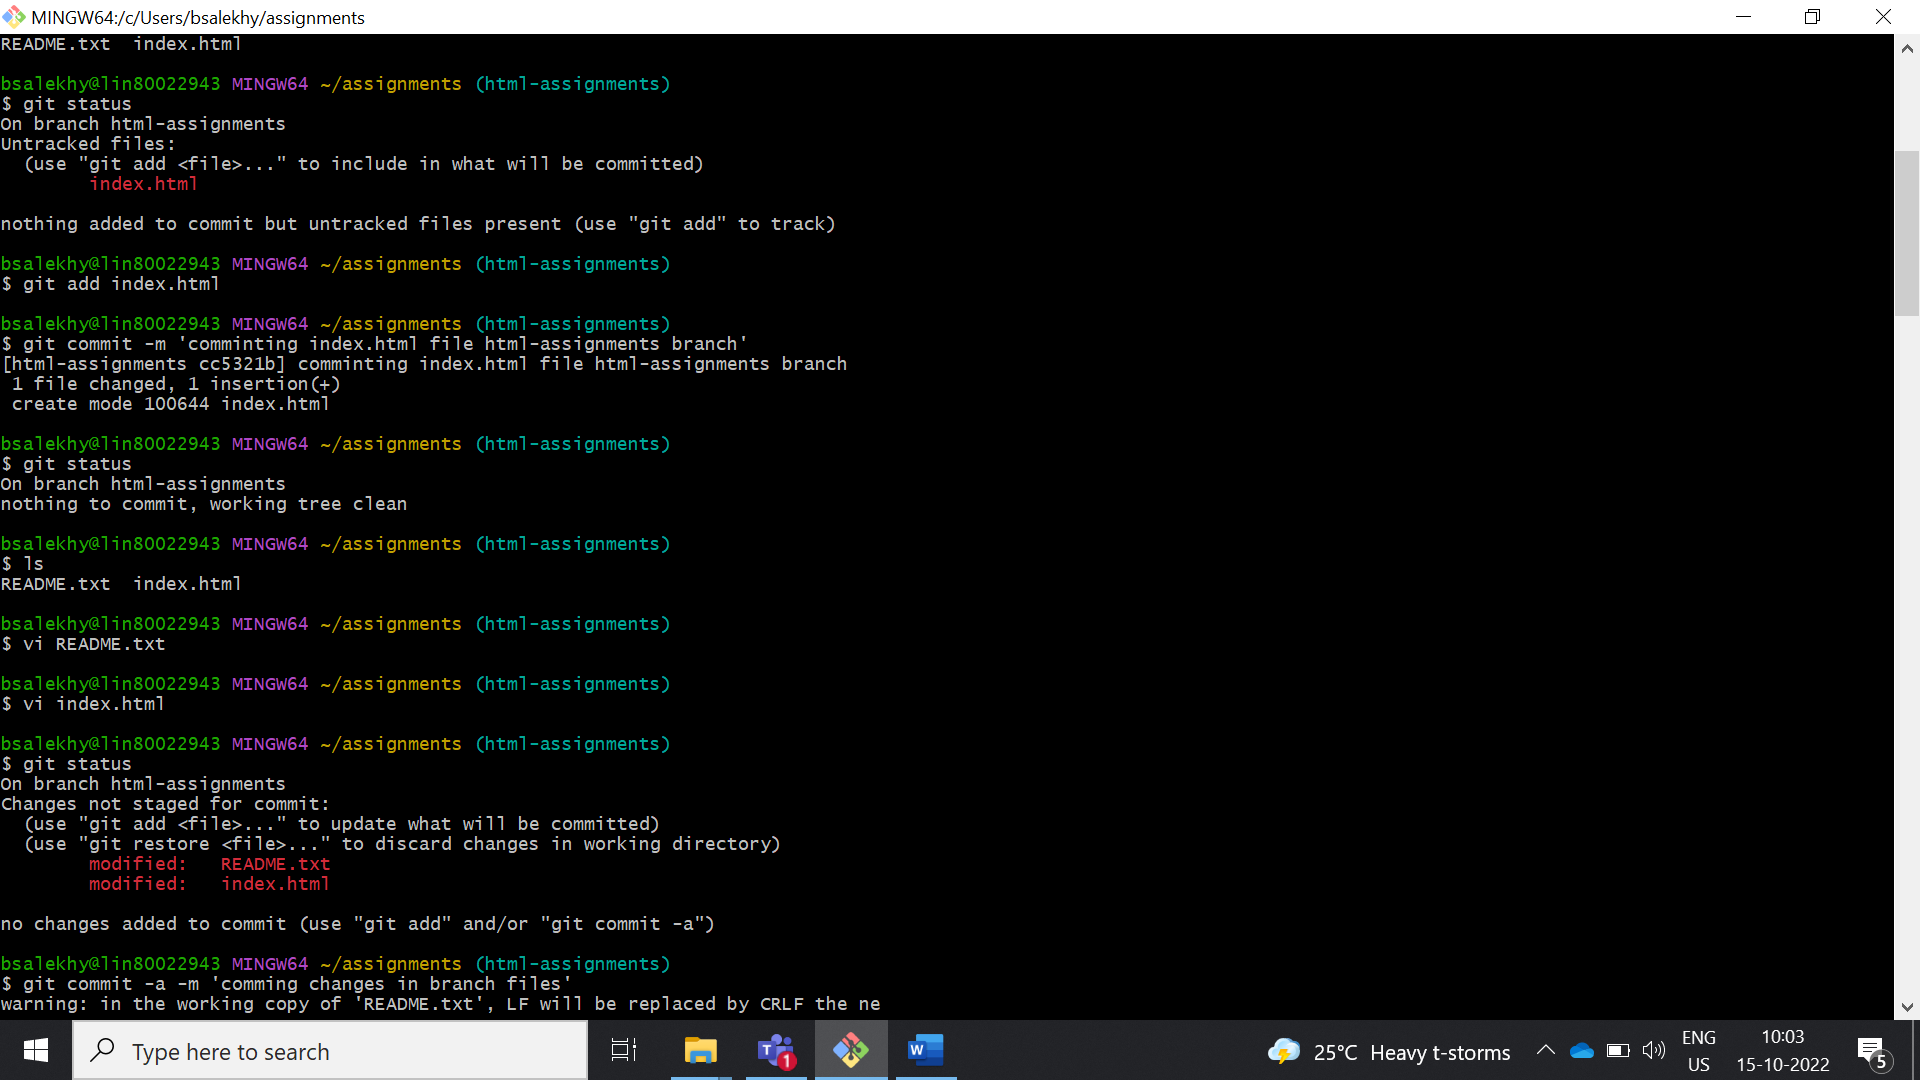 MINGW64:/c/Users/bsalekhy/assignments
README.txt  index.html
bsalekhy@lin80022943 MINGW64 ~/assignments (html-assignments)
$ git status
On branch html-assignments
Untracked files:
  (use "git add <file>..." to include in what will be committed)
        index.html
nothing added to commit but untracked files present (use "git add" to track)
bsalekhy@lin80022943 MINGW64 ~/assignments (html-assignments)
$ git add index.html
bsalekhy@lin80022943 MINGW64 ~/assignments (html-assignments)
$ git commit -m 'comminting index.html file html-assignments branch'
[html-assignments cc5321b] comminting index.html file html-assignments branch
 1 file changed, 1 insertion(+)
 create mode 100644 index.html
bsalekhy@lin80022943 MINGW64 ~/assignments (html-assignments)
$ git status
On branch html-assignments
nothing to commit, working tree clean
bsalekhy@lin80022943 MINGW64 ~/assignments (html-assignments)
$ ls
README.txt  index.html
bsalekhy@lin80022943 MINGW64 ~/assignments (html-assignments)
$ vi README.txt
bsalekhy@lin80022943 MINGW64 ~/assignments (html-assignments)
$ vi index.html
bsalekhy@lin80022943 MINGW64 ~/assignments (html-assignments)
$ git status
On branch html-assignments
Changes not staged for commit:
  (use "git add <file>..." to update what will be committed)
  (use "git restore <file>..." to discard changes in working directory)
        modified:   README.txt
        modified:   index.html
no changes added to commit (use "git add" and/or "git commit -a")
bsalekhy@lin80022943 MINGW64 ~/assignments (html-assignments)
$ git commit -a -m 'comming changes in branch files'
warning: in the working copy of 'README.txt', LF will be replaced by CRLF the ne
Type here to search
T 1
W
25°C Heavy t-storms
ENG
US
10:03
15-10-2022
5